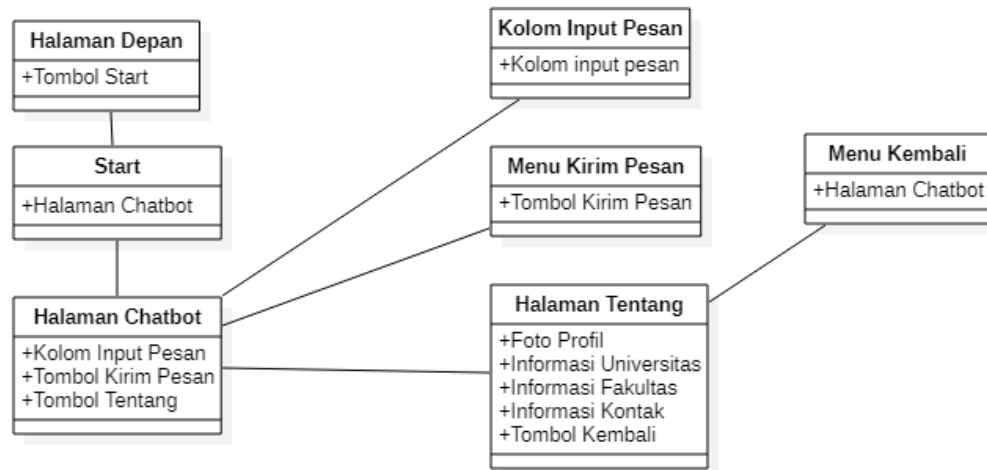 Halaman Depan
+Tombol Start
Start
+Halaman Chatbot
Halaman Chatbot
+Kolom Input Pesan
+Tombol Kirim Pesan
+Tombol Tentang
Kolom Input Pesan
+Kolom input pesan
Menu Kirim Pesan
+Tombol Kirim Pesan
Halaman Tentang
+Foto Profil
+Informasi Universitas
+Informasi Fakultas
+Informasi Kontak
+Tombol Kembali
Menu Kembali
+Halaman Chatbot